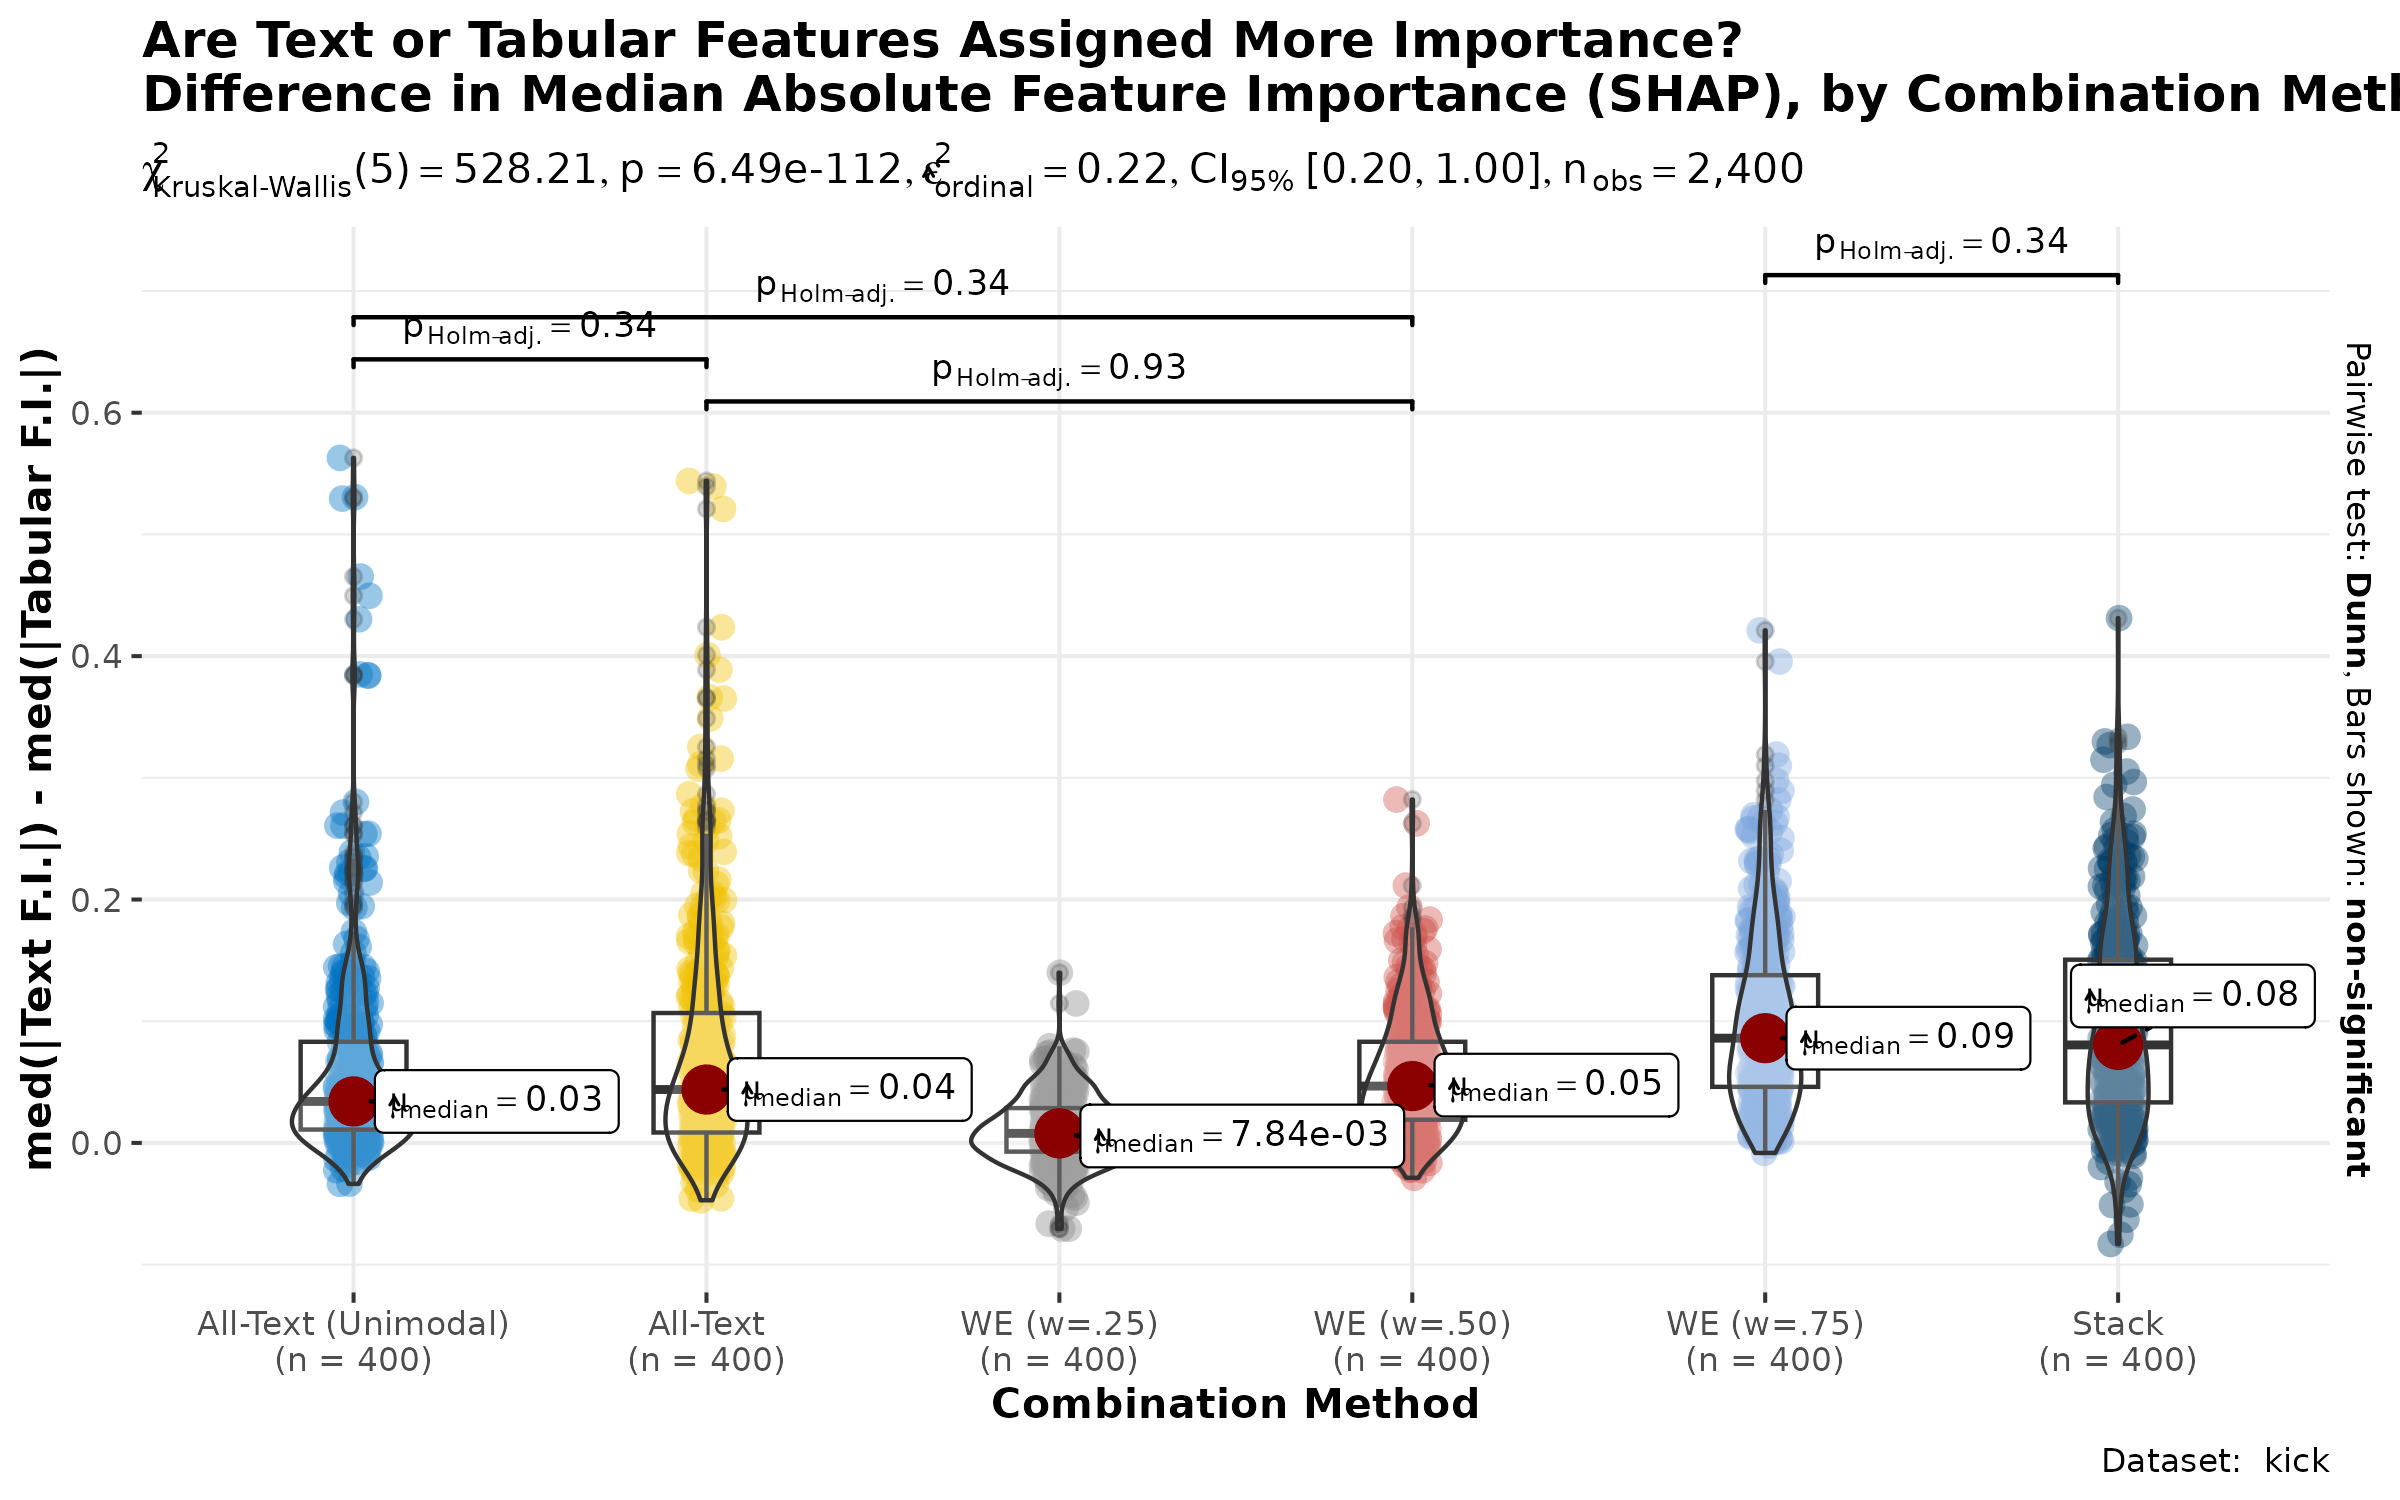 Are Text or Tabular Features Assigned More Importance?
Difference in Median Absolute Feature Importance (SHAP), by Combination Meth
χ²Kruskal-Wallis(5) = 528.21, p = 6.49e-112, ε²ordinal = 0.22, CI95% [0.20, 1.00], nobs = 2,400
pHolm-adj. = 0.34
pHolm-adj. = 0.34
pHolm-adj. = 0.34
pHolm-adj. = 0.93
med(|Text F.I.|) - med(|Tabular F.I.|)
0.6
0.4
0.2
0.0
μ̂median = 0.03
μ̂median = 0.04
μ̂median = 7.84e-03
μ̂median = 0.05
μ̂median = 0.09
μ̂median = 0.08
Pairwise test: Dunn, Bars shown: non-significant
All-Text (Unimodal)
(n = 400)
All-Text
(n = 400)
WE (w=.25)
(n = 400)
WE (w=.50)
(n = 400)
WE (w=.75)
(n = 400)
Stack
(n = 400)
Combination Method
Dataset: kick